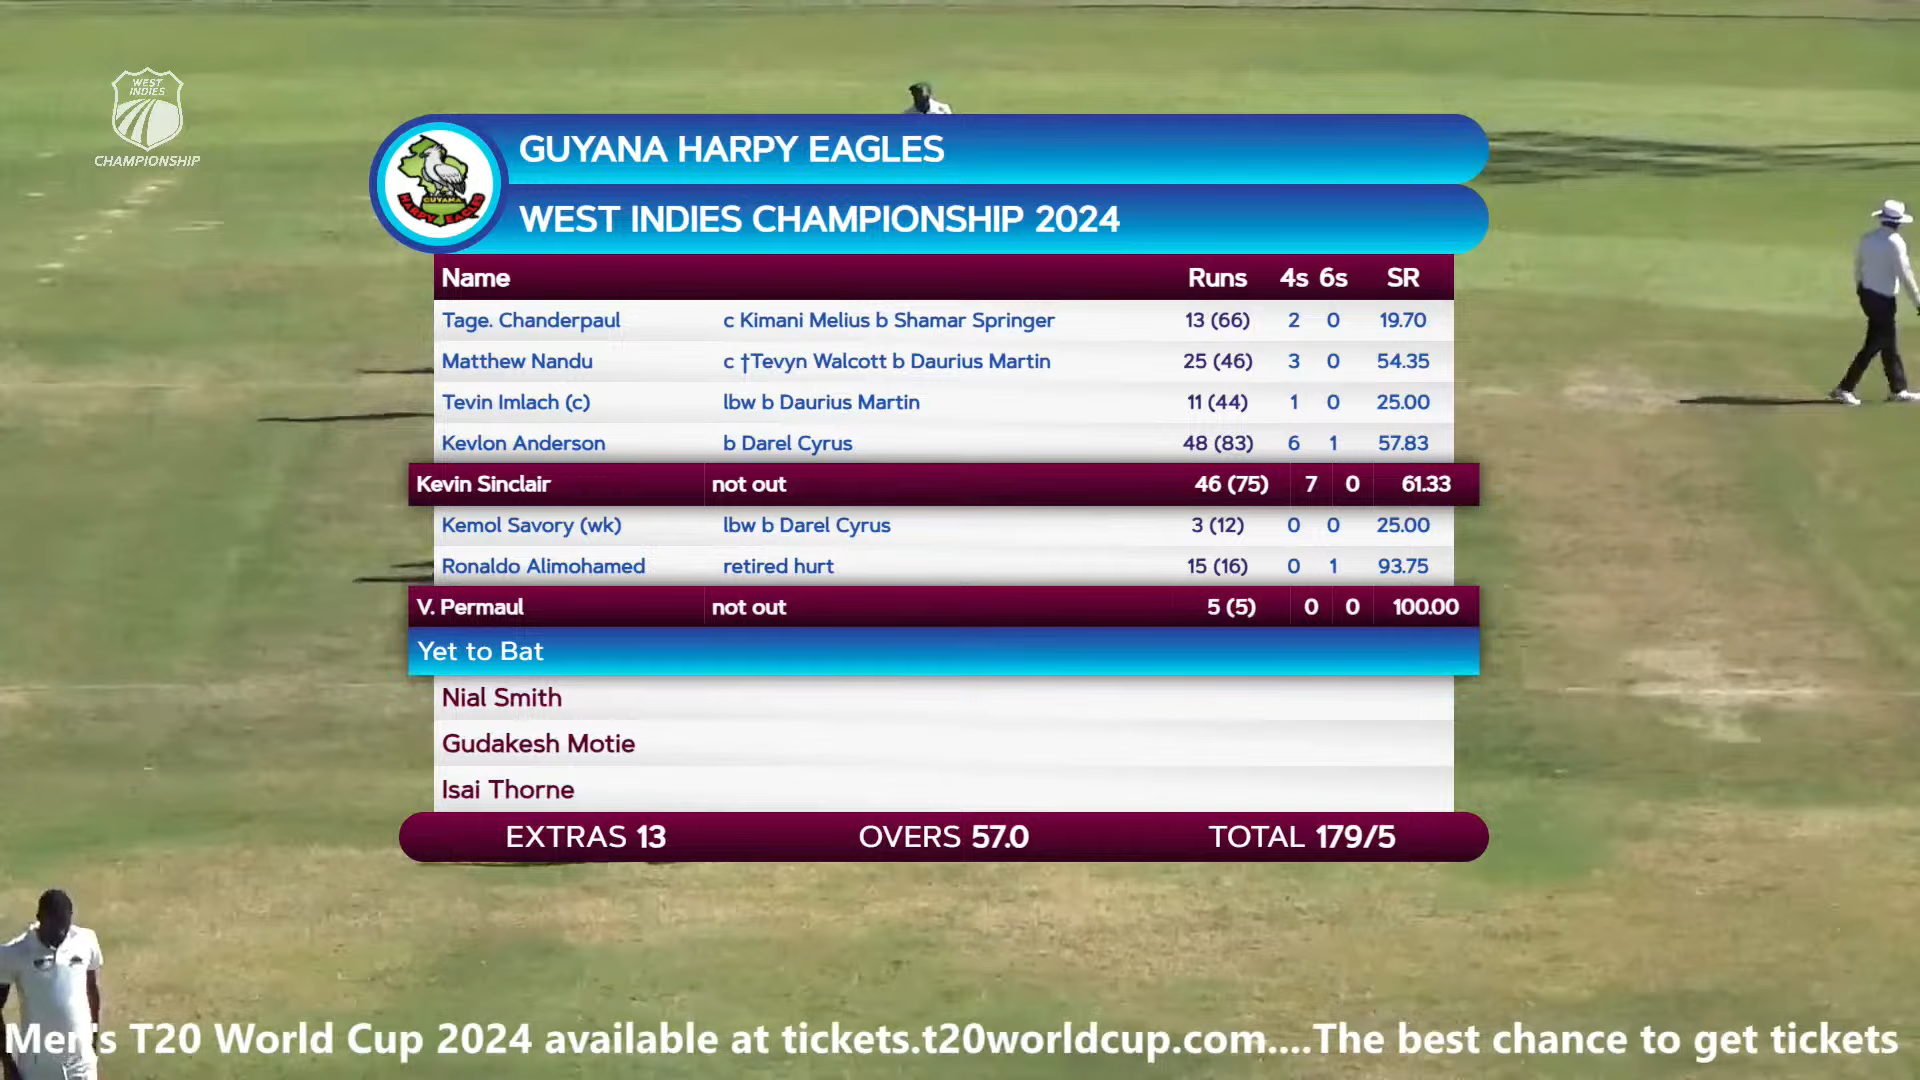 WEST
INDIES
CHAMPIONSHIP
GUYANA
HARPY EAGLES
GUYANA HARPY EAGLES
WEST INDIES CHAMPIONSHIP 2024
Name Runs 4s 6s SR
Tage. Chanderpaul c Kimani Melius b Shamar Springer 13 (66) 2 0 19.70
Matthew Nandu c †Tevyn Walcott b Daurius Martin 25 (46) 3 0 54.35
Tevin Imlach (c) lbw b Daurius Martin 11 (44) 1 0 25.00
Kevlon Anderson b Darel Cyrus 48 (83) 6 1 57.83
Kevin Sinclair not out 46 (75) 7 0 61.33
Kemol Savory (wk) lbw b Darel Cyrus 3 (12) 0 0 25.00
Ronaldo Alimohamed retired hurt 15 (16) 0 1 93.75
V. Permaul not out 5 (5) 0 0 100.00
Yet to Bat
Nial Smith
Gudakesh Motie
Isai Thorne
EXTRAS 13 OVERS 57.0 TOTAL 179/5
Men's T20 World Cup 2024 available at tickets.t20worldcup.com....The best chance to get tickets